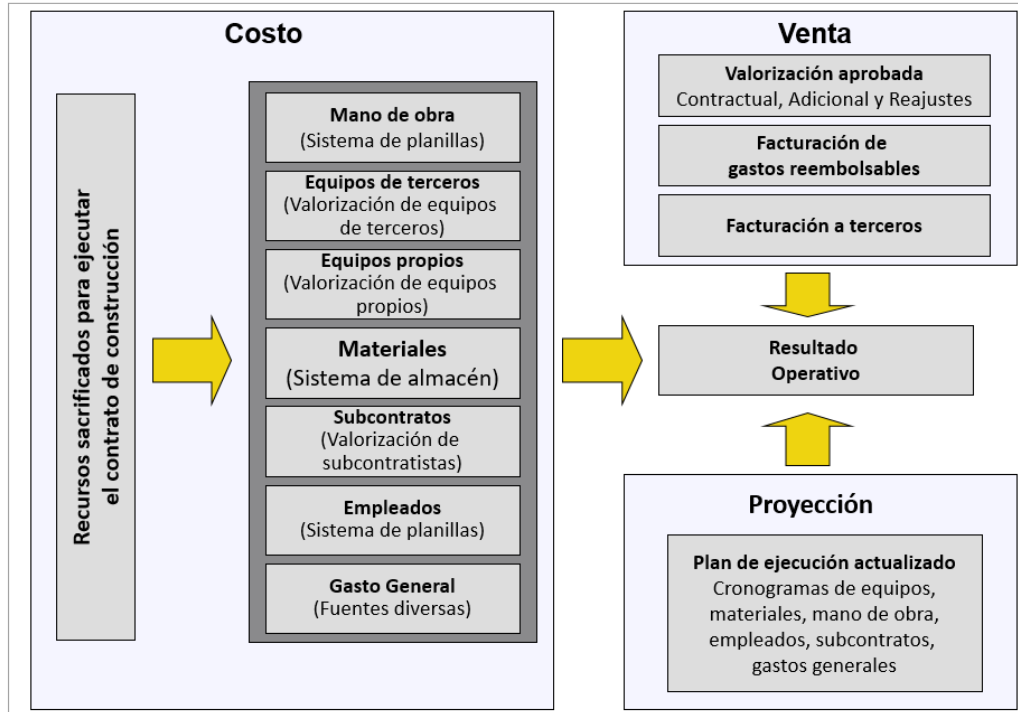 Costo
Recursos sacrificados para ejecutar
el contrato de construcción
Mano de obra
(Sistema de planillas)
Equipos de terceros
(Valorización de equipos
de terceros)
Equipos propios
(Valorización de equipos
propios)
Materiales
(Sistema de almacén)
Subcontratos
(Valorización de
subcontratistas)
Empleados
(Sistema de planillas)
Gasto General
(Fuentes diversas)
Venta
Valorización aprobada
Contractual, Adicional y Reajustes
Facturación de
gastos reembolsables
Facturación a terceros
Resultado
Operativo
Proyección
Plan de ejecución actualizado
Cronogramas de equipos,
materiales, mano de obra,
empleados, subcontratos,
gastos generales